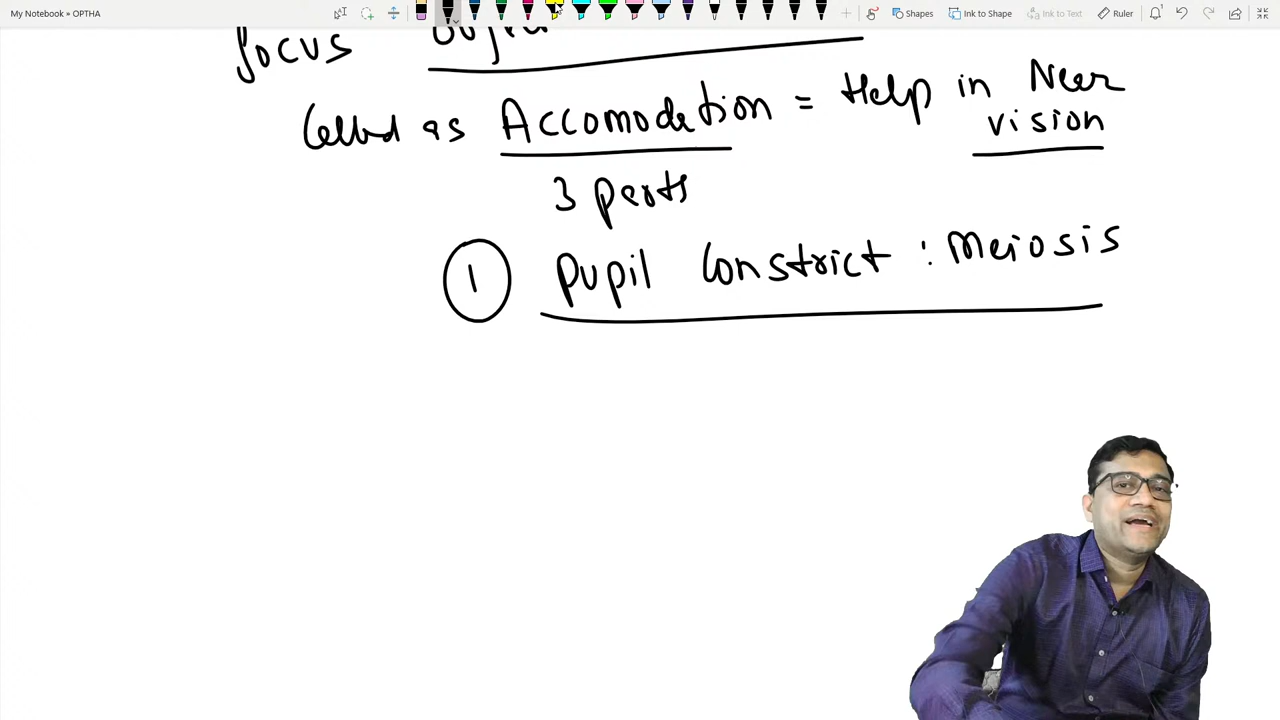 My Notebook » OPTHA
Shapes
Ink to Shape
Ink to Text
Ruler
focus
Called as Accomodation = Help in Near
vision
3 parts
1 Pupil Constrict : Meiosis